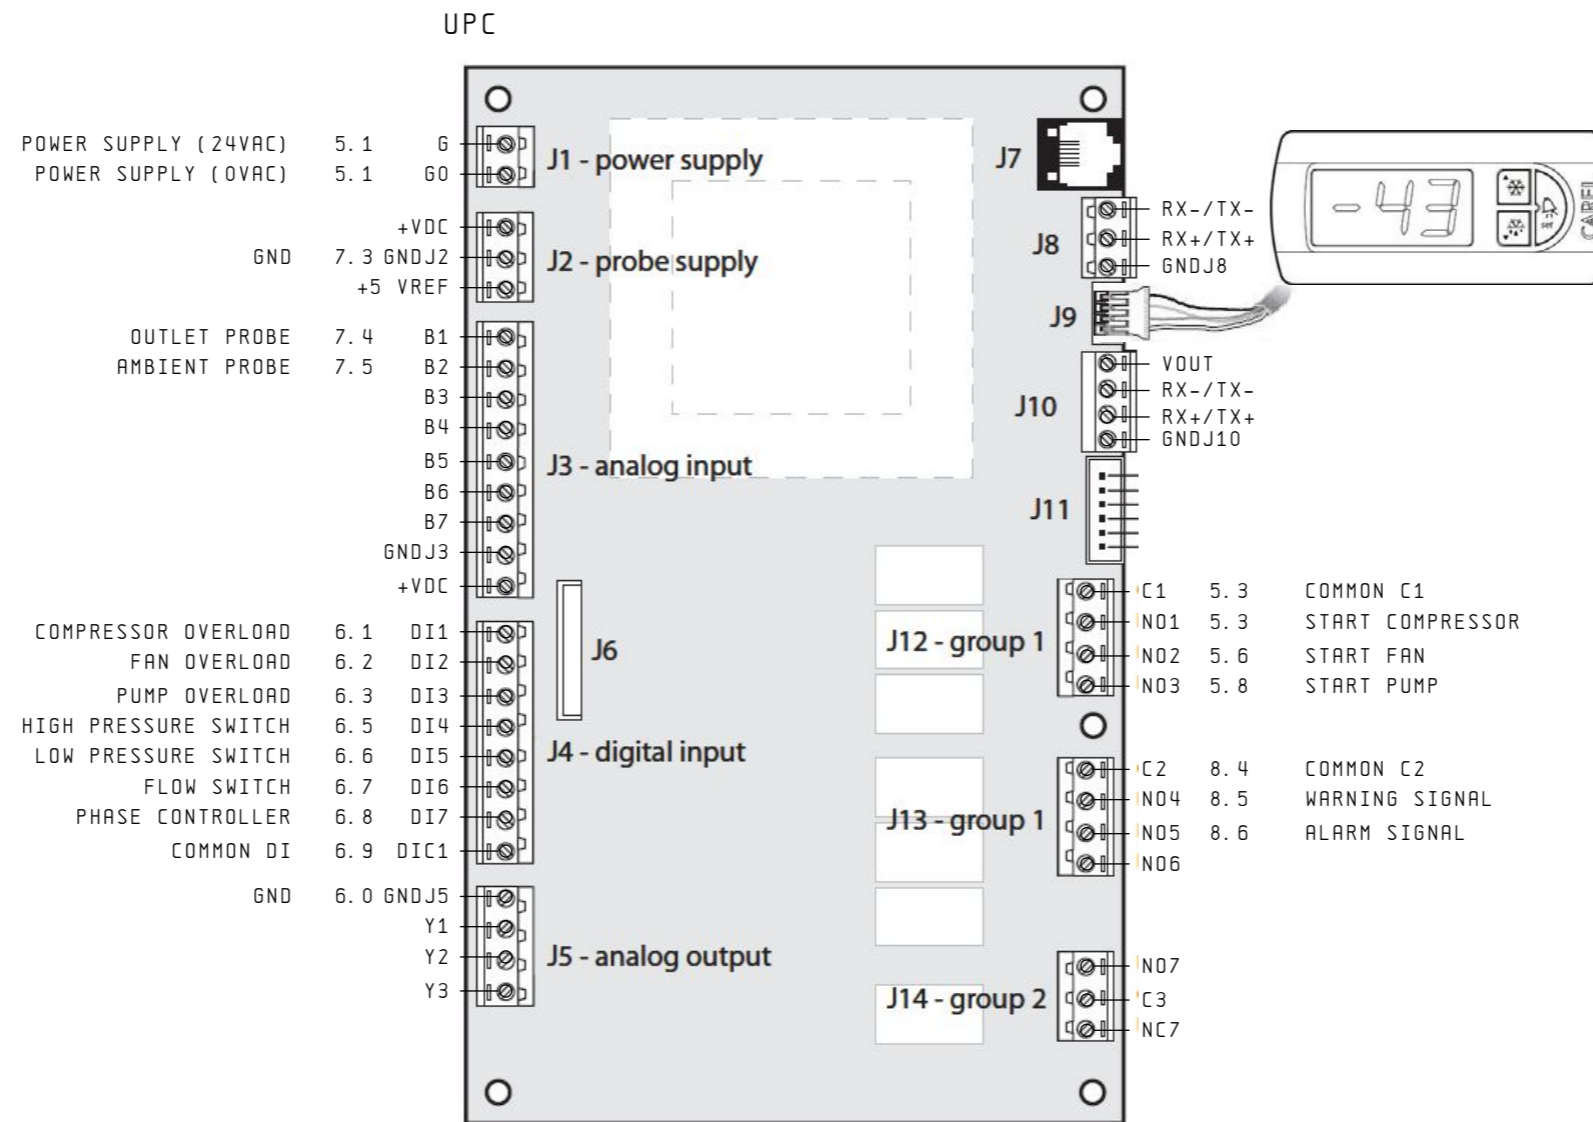 UPC
POWER SUPPLY (24VAC) 5.1 G
POWER SUPPLY (0VAC) 5.1 G0
J1 - power supply
+VDC
GND 7.3 GNDJ2
+5 VREF
J2 - probe supply
OUTLET PROBE 7.4 B1
AMBIENT PROBE 7.5 B2
B3
B4
B5
B6
B7
GNDJ3
+VDC
J3 - analog input
COMPRESSOR OVERLOAD 6.1 DI1
FAN OVERLOAD 6.2 DI2
PUMP OVERLOAD 6.3 DI3
HIGH PRESSURE SWITCH 6.5 DI4
LOW PRESSURE SWITCH 6.6 DI5
FLOW SWITCH 6.7 DI6
PHASE CONTROLLER 6.8 DI7
COMMON DI 6.9 DIC1
J6
J4 - digital input
GND 6.0 GNDJ5
Y1
Y2
Y3
J5 - analog output
J7
J8
RX-/TX-
RX+/TX+
GNDJ8
-43
set
CAREL
J9
J10
VOUT
RX-/TX-
RX+/TX+
GNDJ10
J11
J12 - group 1
C1 5.3 COMMON C1
NO1 5.3 START COMPRESSOR
NO2 5.6 START FAN
NO3 5.8 START PUMP
J13 - group 1
C2 8.4 COMMON C2
NO4 8.5 WARNING SIGNAL
NO5 8.6 ALARM SIGNAL
NO6
J14 - group 2
NO7
C3
NC7